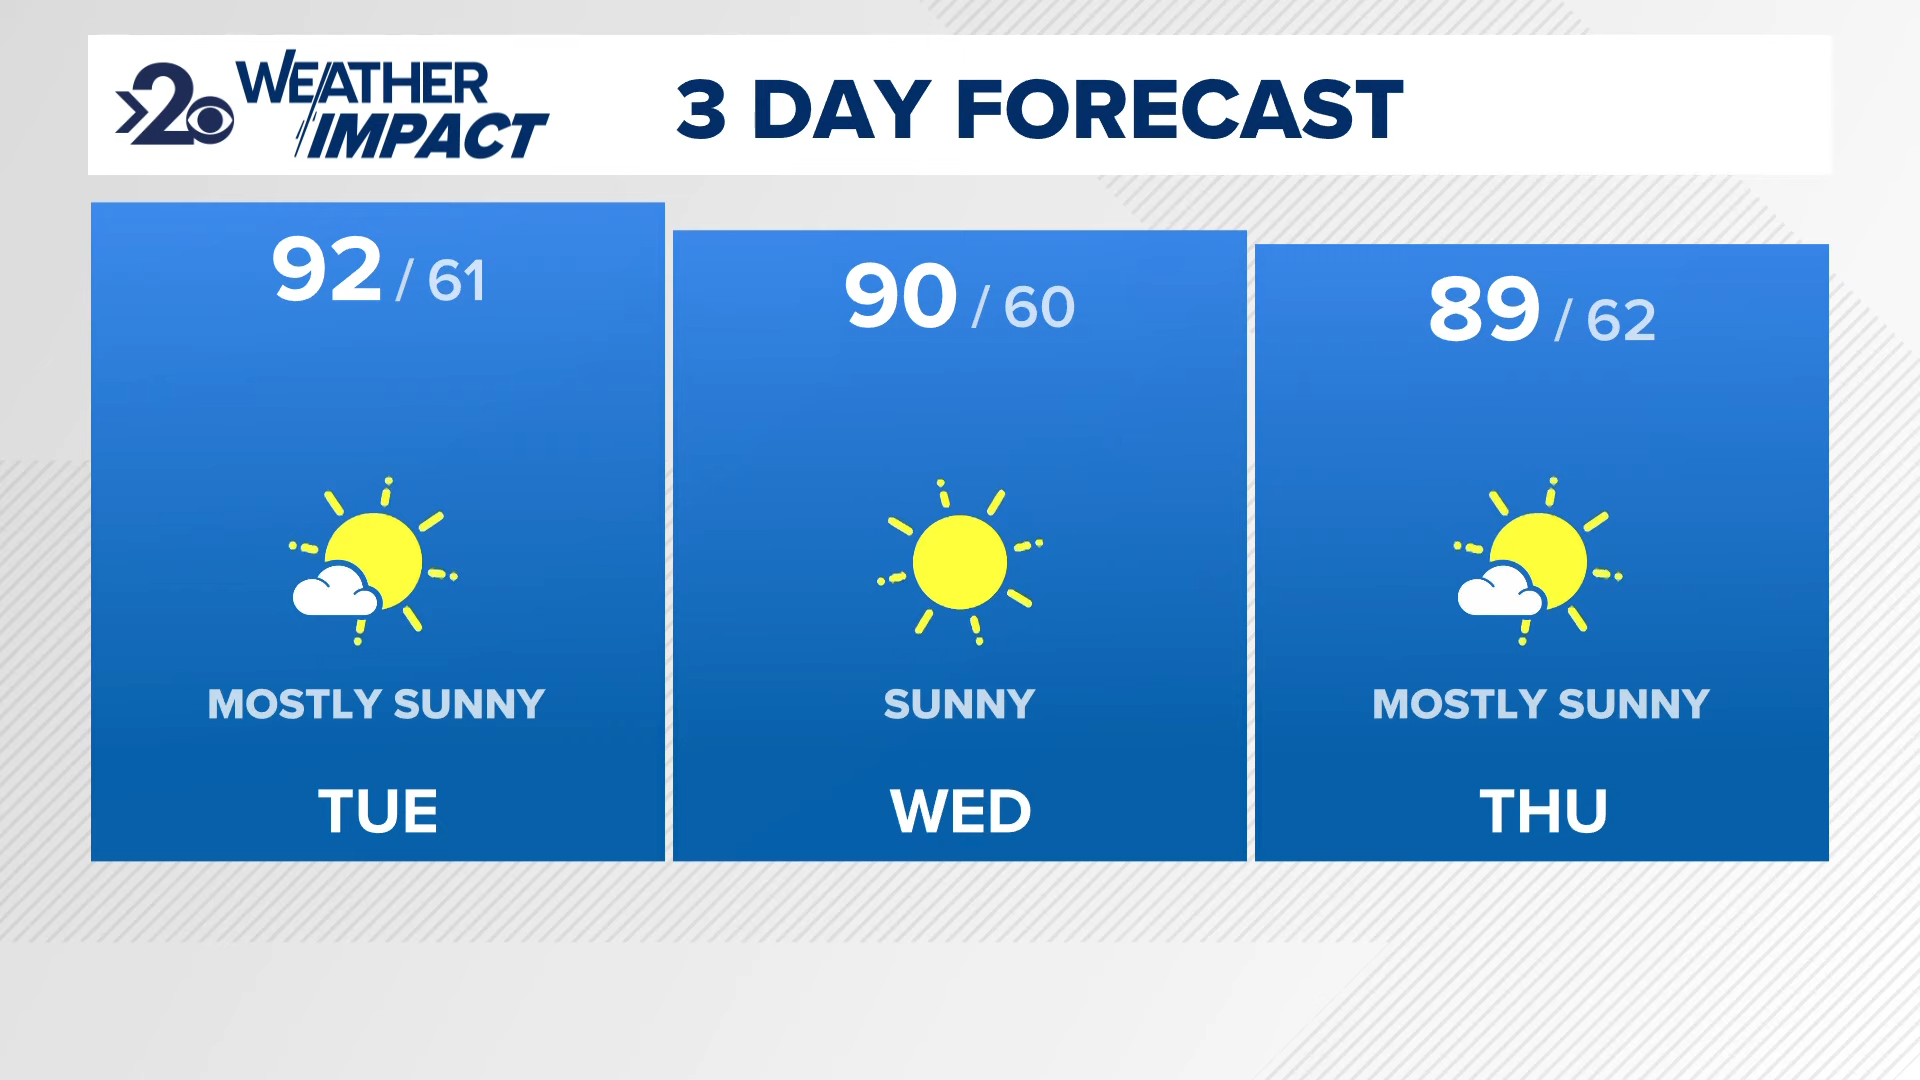 2
WEATHER
IMPACT
3 DAY FORECAST
92 / 61
MOSTLY SUNNY
TUE
90 / 60
SUNNY
WED
89 / 62
MOSTLY SUNNY
THU